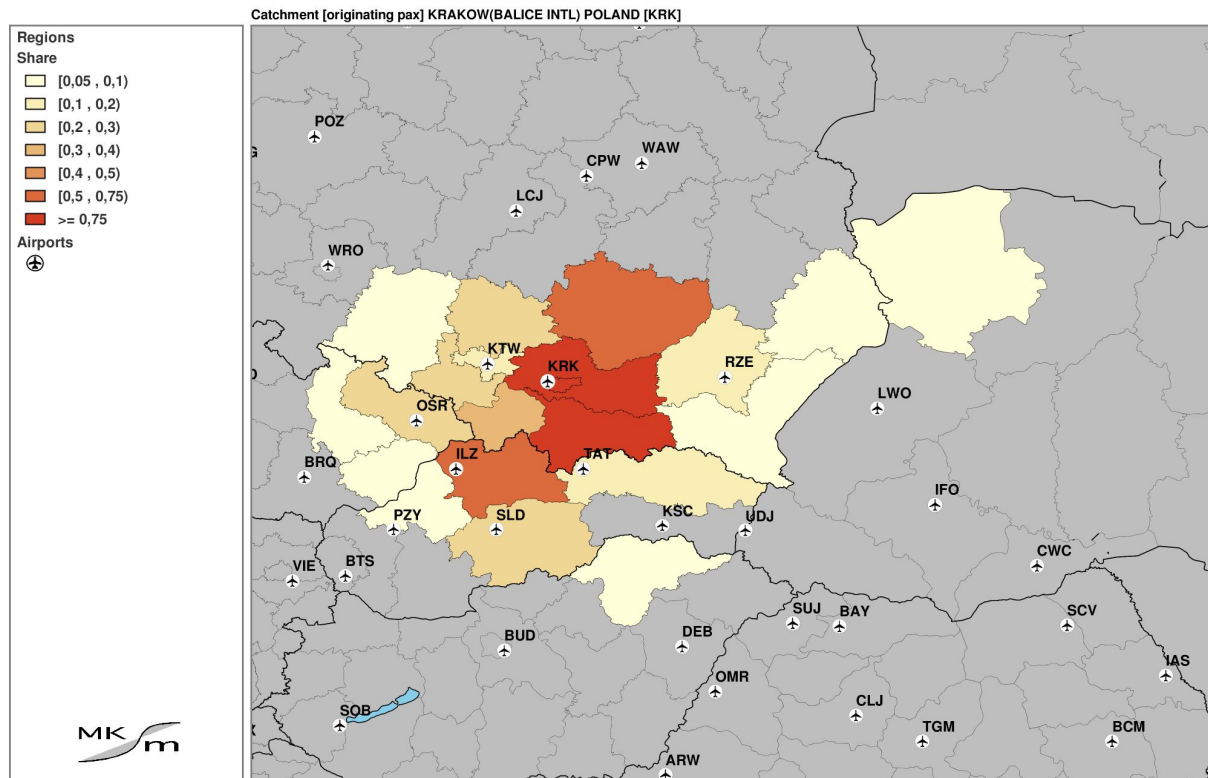 Catchment [originating pax] KRAKOW(BALICE INTL) POLAND [KRK]
Regions
Share
[0,05 , 0,1)
[0,1 , 0,2)
[0,2 , 0,3)
[0,3 , 0,4)
[0,4 , 0,5)
[0,5 , 0,75)
>= 0,75
Airports
MK
m
POZ
WAW
CPW
LCJ
WRO
KTW
KRK
RZE
LWO
OSR
BRQ
ILZ
TAT
IFO
PZY
SLD
KSC
UDJ
CWC
VIE
BTS
SUJ
BAY
SCV
BUD
DEB
IAS
OMR
SOB
CLJ
TGM
BCM
ARW